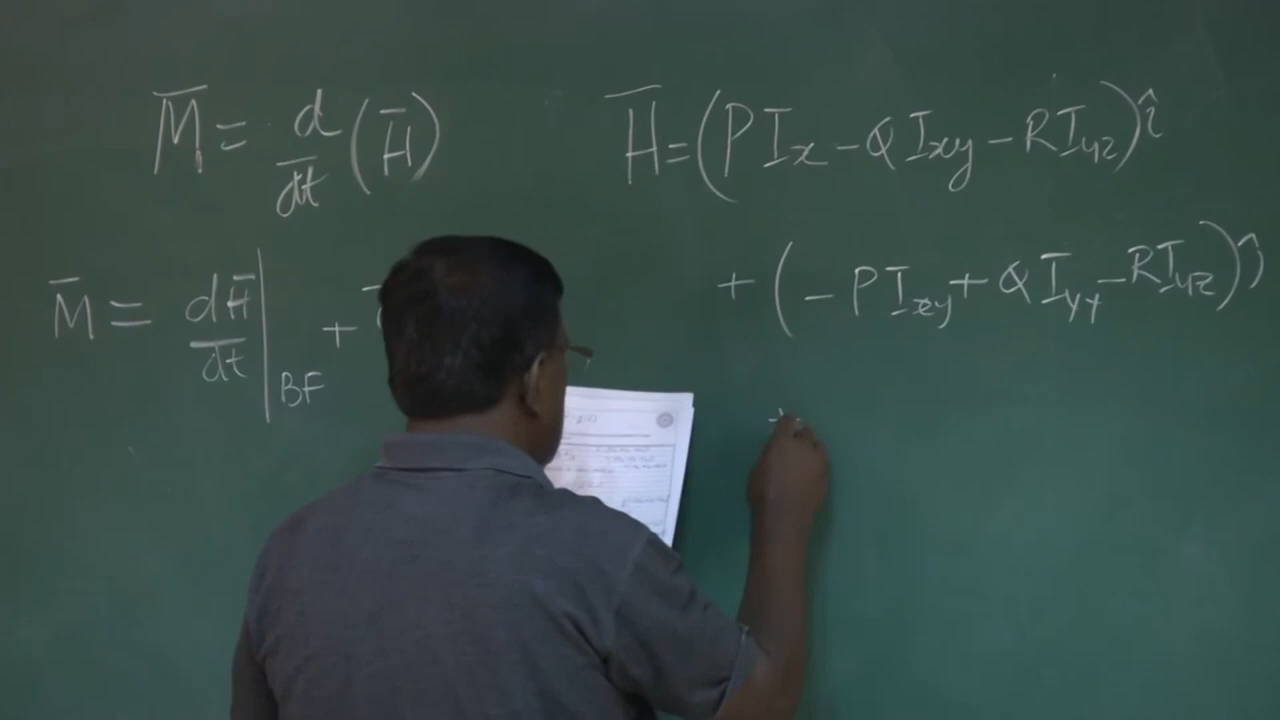 M̄ = d/dt (H̄)
H̄ = (P Ix - Q Ixy - R Iyz) î
M̄ = dH̄/dt |BF +
+ (- P Ixy + Q Iyy - R Iyz) ĵ
+